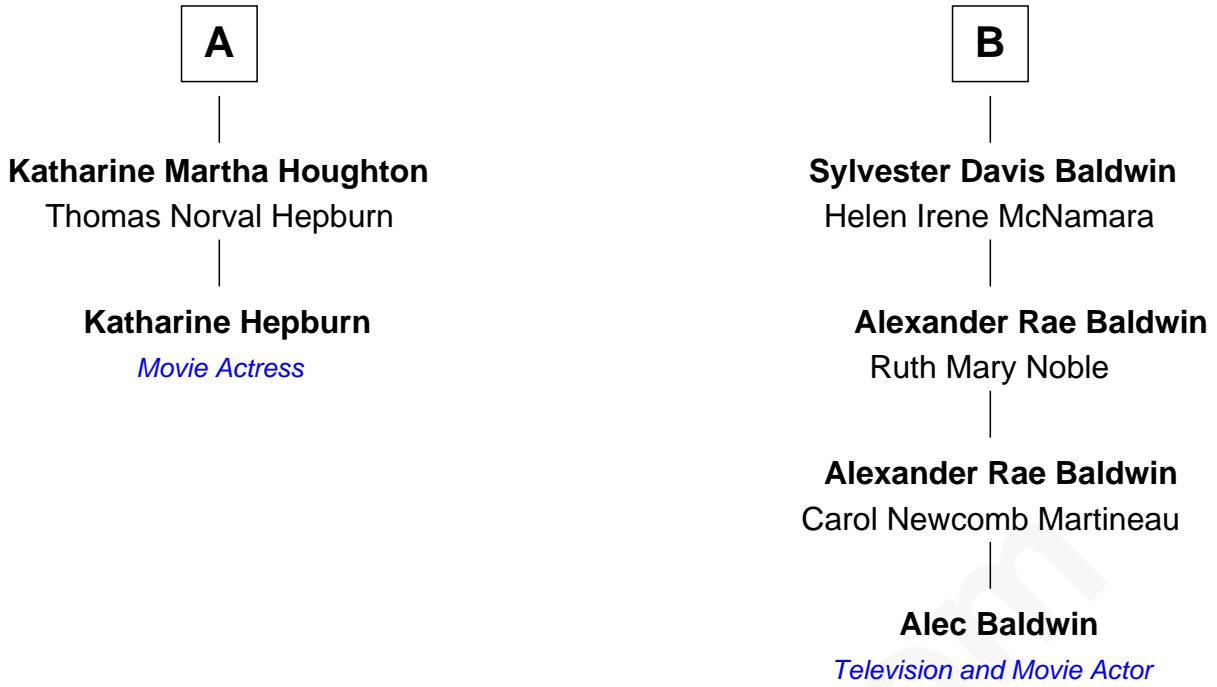 A
Katharine Martha Houghton
Thomas Norval Hepburn
Katharine Hepburn
Movie Actress
B
Sylvester Davis Baldwin
Helen Irene McNamara
Alexander Rae Baldwin
Ruth Mary Noble
Alexander Rae Baldwin
Carol Newcomb Martineau
Alec Baldwin
Television and Movie Actor